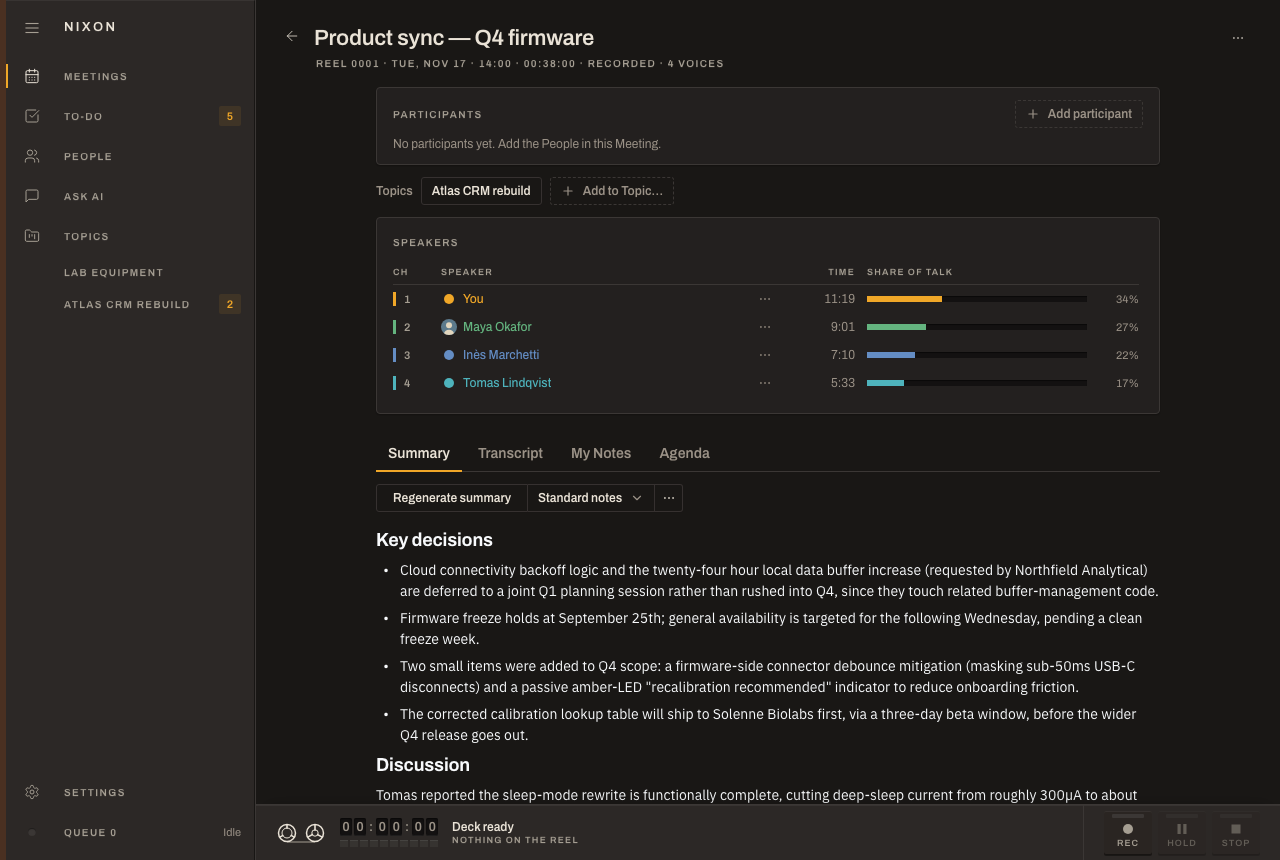 NIXON
MEETINGS
TO-DO 5
PEOPLE
ASK AI
TOPICS
LAB EQUIPMENT
ATLAS CRM REBUILD 2
SETTINGS
QUEUE 0 Idle
Product sync — Q4 firmware
REEL 0001 · TUE, NOV 17 · 14:00 · 00:38:00 · RECORDED · 4 VOICES
PARTICIPANTS
Add participant
No participants yet. Add the People in this Meeting.
Topics Atlas CRM rebuild Add to Topic...
SPEAKERS
CH SPEAKER TIME SHARE OF TALK
1 You 11:19 34%
2 Maya Okafor 9:01 27%
3 Inès Marchetti 7:10 22%
4 Tomas Lindqvist 5:33 17%
Summary Transcript My Notes Agenda
Regenerate summary Standard notes
Key decisions
• Cloud connectivity backoff logic and the twenty-four hour local data buffer increase (requested by Northfield Analytical)
are deferred to a joint Q1 planning session rather than rushed into Q4, since they touch related buffer-management code.
• Firmware freeze holds at September 25th; general availability is targeted for the following Wednesday, pending a clean
freeze week.
• Two small items were added to Q4 scope: a firmware-side connector debounce mitigation (masking sub-50ms USB-C
disconnects) and a passive amber-LED "recalibration recommended" indicator to reduce onboarding friction.
• The corrected calibration lookup table will ship to Solenne Biolabs first, via a three-day beta window, before the wider
Q4 release goes out.
Discussion
Tomas reported the sleep-mode rewrite is functionally complete, cutting deep-sleep current from roughly 300µA to about
00:00:00
Deck ready
NOTHING ON THE REEL
REC HOLD STOP